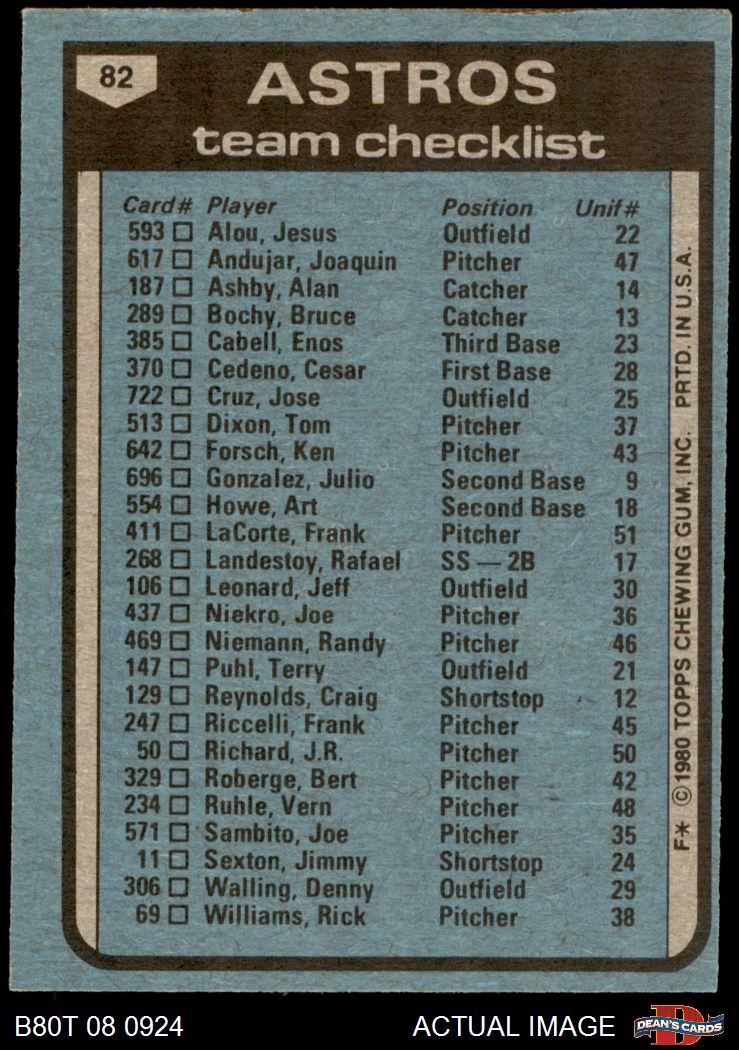 82
ASTROS
team checklist
Card# Player Position Unif#
593 □ Alou, Jesus Outfield 22
617 □ Andujar, Joaquin Pitcher 47
187 □ Ashby, Alan Catcher 14
289 □ Bochy, Bruce Catcher 13
385 □ Cabell, Enos Third Base 23
370 □ Cedeno, Cesar First Base 28
722 □ Cruz, Jose Outfield 25
513 □ Dixon, Tom Pitcher 37
642 □ Forsch, Ken Pitcher 43
696 □ Gonzalez, Julio Second Base 9
554 □ Howe, Art Second Base 18
411 □ LaCorte, Frank Pitcher 51
268 □ Landestoy, Rafael SS — 2B 17
106 □ Leonard, Jeff Outfield 30
437 □ Niekro, Joe Pitcher 36
469 □ Niemann, Randy Pitcher 46
147 □ Puhl, Terry Outfield 21
129 □ Reynolds, Craig Shortstop 12
247 □ Riccelli, Frank Pitcher 45
50 □ Richard, J.R. Pitcher 50
329 □ Roberge, Bert Pitcher 42
234 □ Ruhle, Vern Pitcher 48
571 □ Sambito, Joe Pitcher 35
11 □ Sexton, Jimmy Shortstop 24
306 □ Walling, Denny Outfield 29
69 □ Williams, Rick Pitcher 38
F* © 1980 TOPPS CHEWING GUM, INC. PRTD. IN U.S.A.
B80T 08 0924 ACTUAL IMAGE
D
DEAN'S CARDS